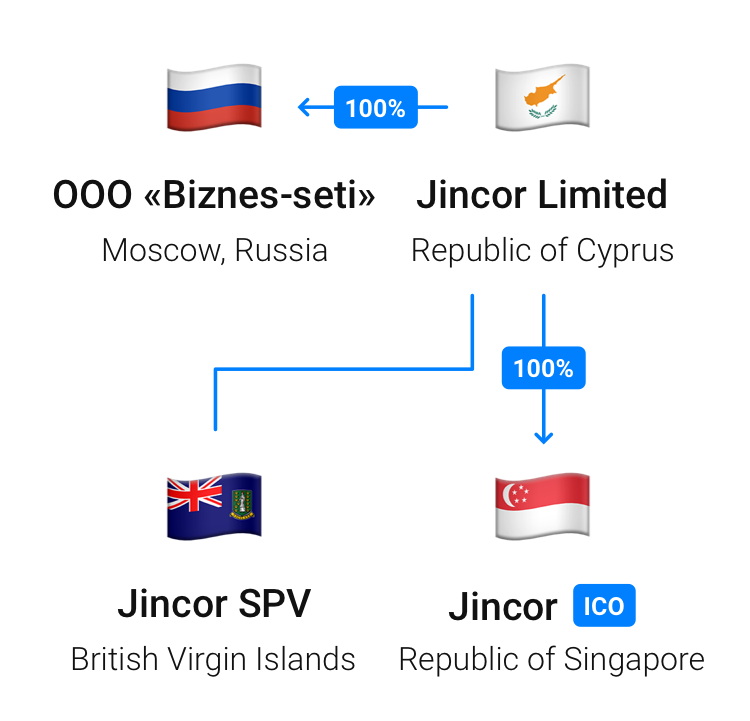 100%
OOO «Biznes-seti»
Moscow, Russia
Jincor Limited
Republic of Cyprus
100%
Jincor SPV
British Virgin Islands
Jincor ICO
Republic of Singapore